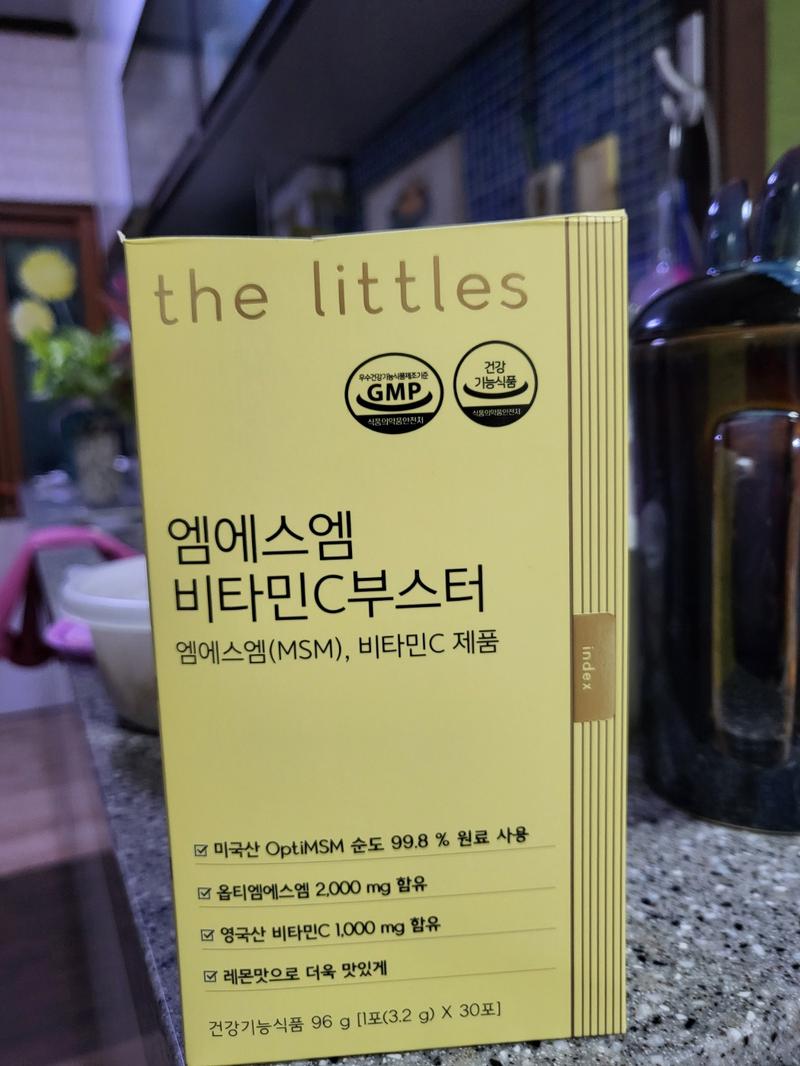 the littles
우수건강기능식품제조기준
GMP
식품의약품안전처
건강
기능식품
식품의약품안전처
엠에스엠
비타민C부스터
엠에스엠(MSM), 비타민C 제품
index
미국산 OptiMSM 순도 99.8 % 원료 사용
옵티엠에스엠 2,000 mg 함유
영국산 비타민C 1,000 mg 함유
레몬맛으로 더욱 맛있게
건강기능식품 96 g [1포(3.2 g) X 30포]